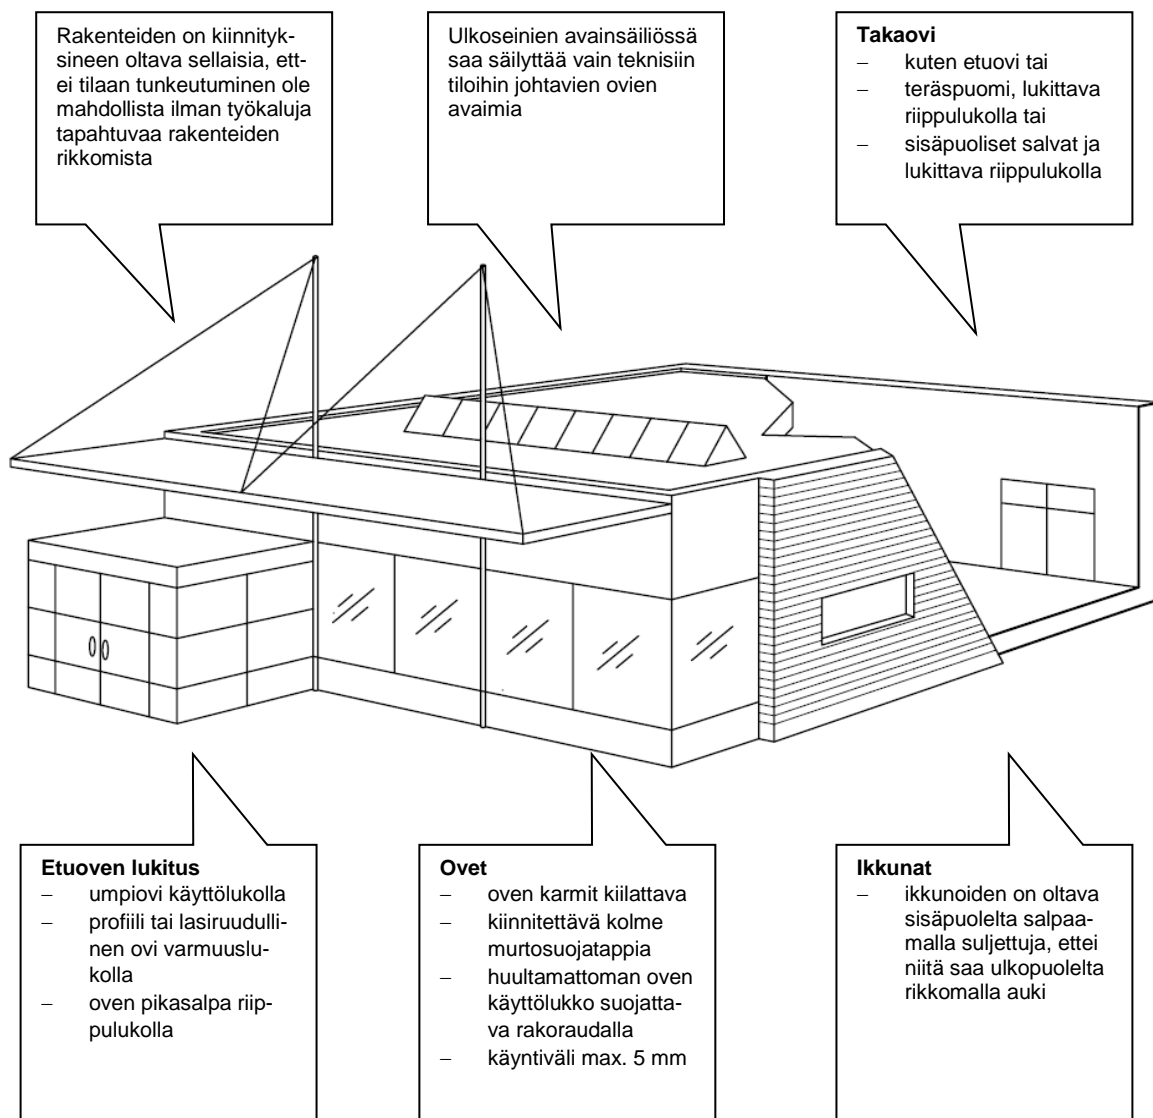 Rakenteiden on kiinnityk-
sineen oltava sellaisia, ett-
ei tilaan tunkeutuminen ole
mahdollista ilman työkaluja
tapahtuvaa rakenteiden
rikkomista
Ulkoseinien avainsäiliössä
saa säilyttää vain teknisiin
tiloihin johtavien ovien
avaimia
Takaovi
– kuten etuovi tai
– teräspuomi, lukittava
riippulukolla tai
– sisäpuoliset salvat ja
lukittava riippulukolla
Etuoven lukitus
– umpiovi käyttölukolla
– profiili tai lasiruudulli-
nen ovi varmuuslu-
kolla
– oven pikasalpa riip-
pulukolla
Ovet
– oven karmit kiilattava
– kiinnitettävä kolme
murtosuojatappia
– huultamattoman oven
käyttölukko suojatta-
va rakoraudalla
– käyntiväli max. 5 mm
Ikkunat
– ikkunoiden on oltava
sisäpuolelta salpaa-
malla suljettuja, ettei
niitä saa ulkopuolelta
rikkomalla auki